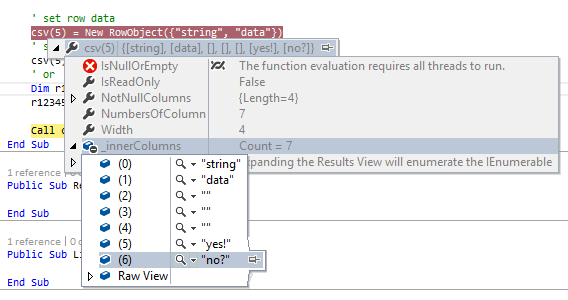 ' set row data
csv(5) = New RowObject({"string", "data"})
' s
csv(5) {[string], [data], [], [], [], [yes!], [no?]}
csv(5)
IsNullOrEmpty The function evaluation requires all threads to run.
' or
IsReadOnly False
Dim r1
NotNullColumns {Length=4}
r12345
NumbersOfColumn 7
Width 4
Call c
_innerColumns Count = 7
End Sub
xpanding the Results View will enumerate the IEnumerable
(0) "string"
1 reference
(1) "data"
Public Sub Re
(2) ""
(3) ""
End Sub
(4) ""
1 reference | 0 c
(5) "yes!"
Public Sub Li
(6) "no?"
Raw View
End Sub